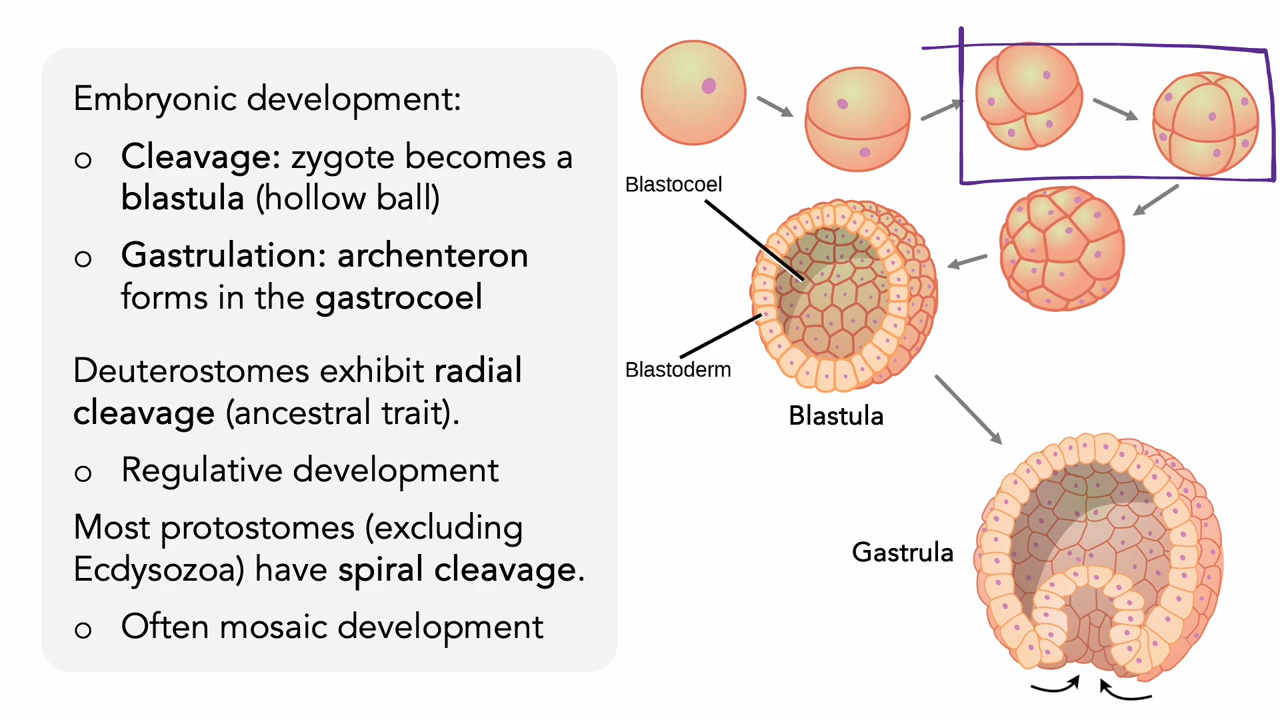 Embryonic development:
o Cleavage: zygote becomes a
blastula (hollow ball)
o Gastrulation: archenteron
forms in the gastrocoel
Deuterostomes exhibit radial
cleavage (ancestral trait).
o Regulative development
Most protostomes (excluding
Ecdysozoa) have spiral cleavage.
o Often mosaic development
Blastocoel
Blastoderm
Blastula
Gastrula